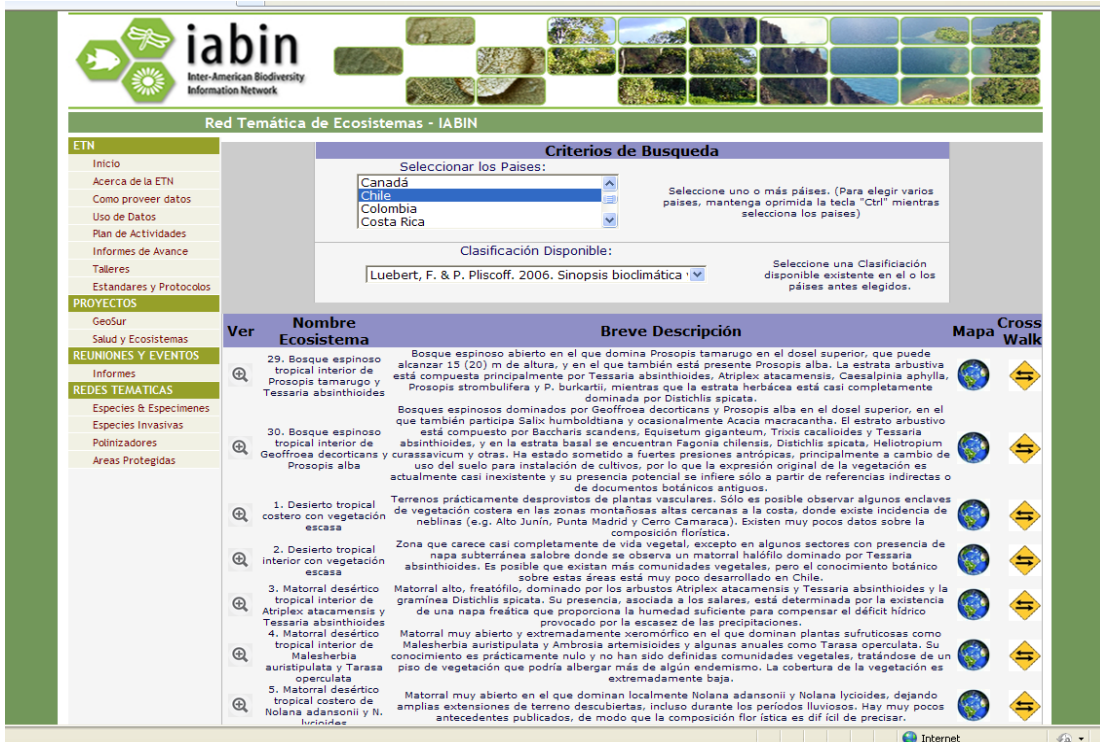 iabin
Inter-American Biodiversity
Information Network
Red Temática de Ecosistemas - IABIN
ETN
Inicio
Acerca de la ETN
Como proveer datos
Uso de Datos
Plan de Actividades
Informes de Avance
Talleres
Estandares y Protocolos
PROYECTOS
GeoSur
Salud y Ecosistemas
REUNIONES Y EVENTOS
Informes
REDES TEMATICAS
Especies & Especimenes
Especies Invasivas
Polinizadores
Areas Protegidas
Criterios de Busqueda
Seleccionar los Paises:
Canadá
Chile
Colombia
Costa Rica
Seleccione uno o más páises. (Para elegir varios
paises, mantenga oprimida la tecla "Ctrl" mientras
selecciona los paises)
Clasificación Disponible:
Luebert, F. & P. Pliscoff. 2006. Sinopsis bioclimática
Seleccione una Clasificiación
disponible existente en el o los
páises antes elegidos.
Ver
Nombre
Ecosistema
Breve Descripción
Mapa
Cross
Walk
29. Bosque espinoso
tropical interior de
Prosopis tamarugo y
Tessaria absinthioides
Bosque espinoso abierto en el que domina Prosopis tamarugo en el dosel superior, que puede
alcanzar 15 (20) m de altura, y en el que también está presente Prosopis alba. La estrata arbustiva
está compuesta principalmente por Tessaria absinthioides, Atriplex atacamensis, Caesalpinia aphylla,
Prosopis strombulifera y P. burkartii, mientras que la estrata herbácea está casi completamente
dominada por Distichlis spicata.
30. Bosque espinoso
tropical interior de
Geoffroea decorticans y
Prosopis alba
Bosques espinosos dominados por Geoffroea decorticans y Prosopis alba en el dosel superior, en el
que también participa Salix humboldtiana y ocasionalmente Acacia macracantha. El estrato arbustivo
está compuesto por Baccharis scandens, Equisetum giganteum, Trixis cacalioides y Tessaria
absinthioides, y en la estrata basal se encuentran Fagonia chilensis, Distichlis spicata, Heliotropium
curassavicum y otras. Ha estado sometido a fuertes presiones antrópicas, principalmente a cambio de
uso del suelo para instalación de cultivos, por lo que la expresión original de la vegetación es
actualmente casi inexistente y su presencia potencial se infiere sólo a partir de referencias indirectas o
de documentos botánicos antiguos.
1. Desierto tropical
costero con vegetación
escasa
Terrenos prácticamente desprovistos de plantas vasculares. Sólo es posible observar algunos enclaves
de vegetación costera en las zonas montañosas altas cercanas a la costa, donde existe incidencia de
neblinas (e.g. Alto Junín, Punta Madrid y Cerro Camaraca). Existen muy pocos datos sobre la
composición florística.
2. Desierto tropical
interior con vegetación
escasa
Zona que carece casi completamente de vida vegetal, excepto en algunos sectores con presencia de
napa subterránea salobre donde se observa un matorral halófilo dominado por Tessaria
absinthioides. Es posible que existan más comunidades vegetales, pero el conocimiento botánico
sobre estas áreas está muy poco desarrollado en Chile.
3. Matorral desértico
tropical interior de
Atriplex atacamensis y
Tessaria absinthioides
Matorral alto, freatófilo, dominado por los arbustos Atriplex atacamensis y Tessaria absinthioides y la
gramínea Distichlis spicata. Su presencia, asociada a los salares, está determinada por la existencia
de una napa freática que proporciona la humedad suficiente para compensar el déficit hídrico
provocado por la escasez de las precipitaciones.
4. Matorral desértico
tropical interior de
Malesherbia
auristipulata y Tarasa
operculata
Matorral muy abierto y extremadamente xeromórfico en el que dominan plantas sufruticosas como
Malesherbia auristipulata y Ambrosia artemisioides y algunas anuales como Tarasa operculata. Su
conocimiento es prácticamente nulo y no han sido definidas comunidades vegetales, tratándose de un
piso de vegetación que podría albergar más de algún endemismo. La cobertura de la vegetación es
extremadamente baja.
5. Matorral desértico
tropical costero de
Nolana adansonii y N.
lycioides
Matorral muy abierto en el que dominan localmente Nolana adansonii y Nolana lycioides, dejando
amplias extensiones de terreno descubiertas, incluso durante los períodos lluviosos. Hay muy pocos
antecedentes publicados, de modo que la composición flor ística es dif ícil de precisar.
Internet